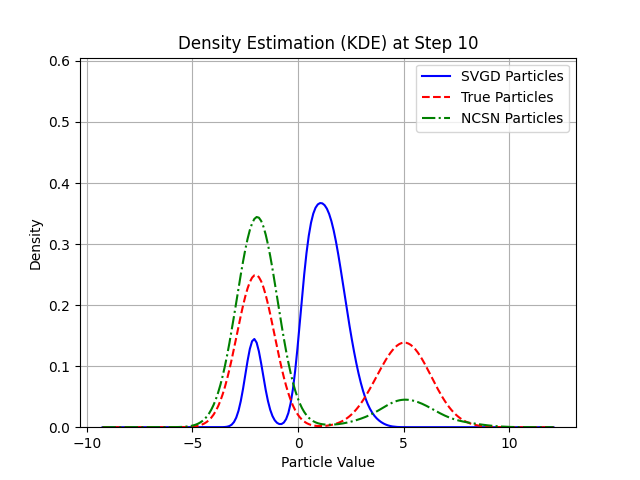 Density Estimation (KDE) at Step 10
SVGD Particles
True Particles
NCSN Particles
Density
0.6
0.5
0.4
0.3
0.2
0.1
0.0
−10
−5
0
5
10
Particle Value